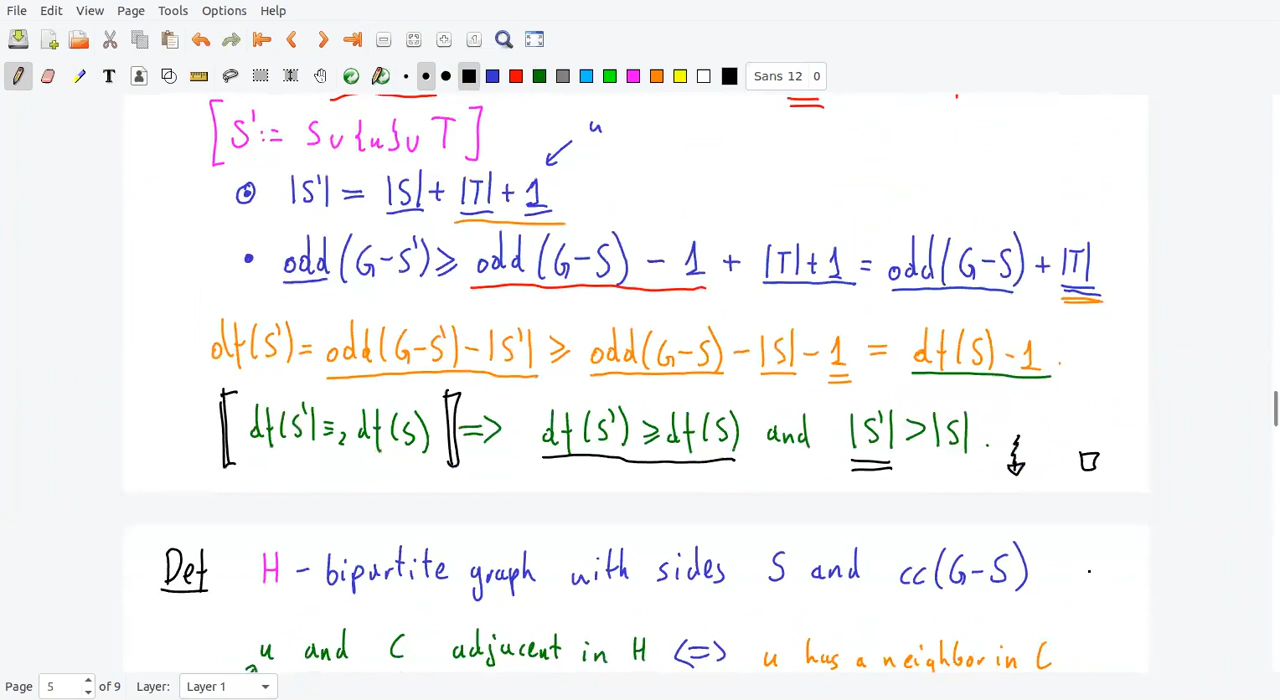 File Edit View Page Tools Options Help
Sans 12 0
[S' := S ∪ {u} ∪ T]
u
⊙ |S'| = |S| + |T| + 1
• odd(G-S') ≥ odd(G-S) - 1 + |T| + 1 = odd(G-S) + |T|
df(S') = odd(G-S') - |S'| ≥ odd(G-S) - |S| - 1 = df(S) - 1.
[df(S') ≡₂ df(S)] => df(S') ≥ df(S) and |S'| > |S|. ↯ □
Def H - bipartite graph with sides S and cc(G-S)
u and C adjacent in H <=> u has a neighbor in C
Page 5 of 9 Layer: Layer 1